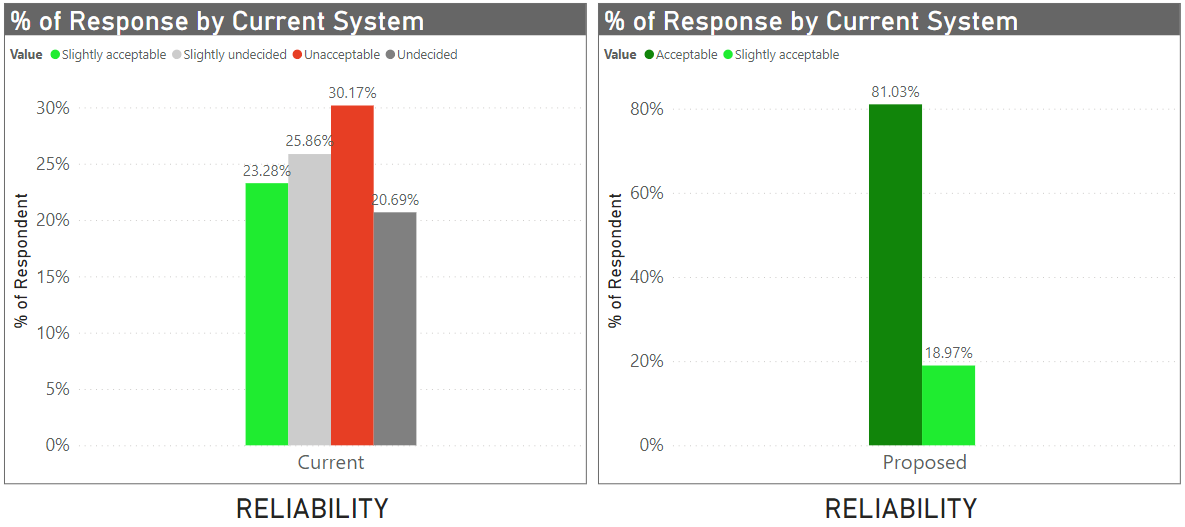 % of Response by Current System
Value Slightly acceptable Slightly undecided Unacceptable Undecided
% of Respondent
30%
25%
20%
15%
10%
5%
0%
23.28%
25.86%
30.17%
20.69%
Current
RELIABILITY
% of Response by Current System
Value Acceptable Slightly acceptable
% of Respondent
80%
60%
40%
20%
0%
81.03%
18.97%
Proposed
RELIABILITY